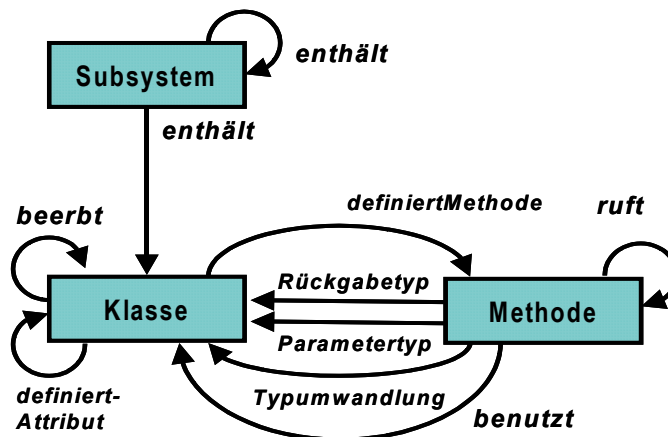 enthält
Subsystem
enthält
beerbt
definiertMethode
ruft
Rückgabetyp
Klasse
Methode
Parametertyp
definiert-
Attribut
Typumwandlung
benutzt